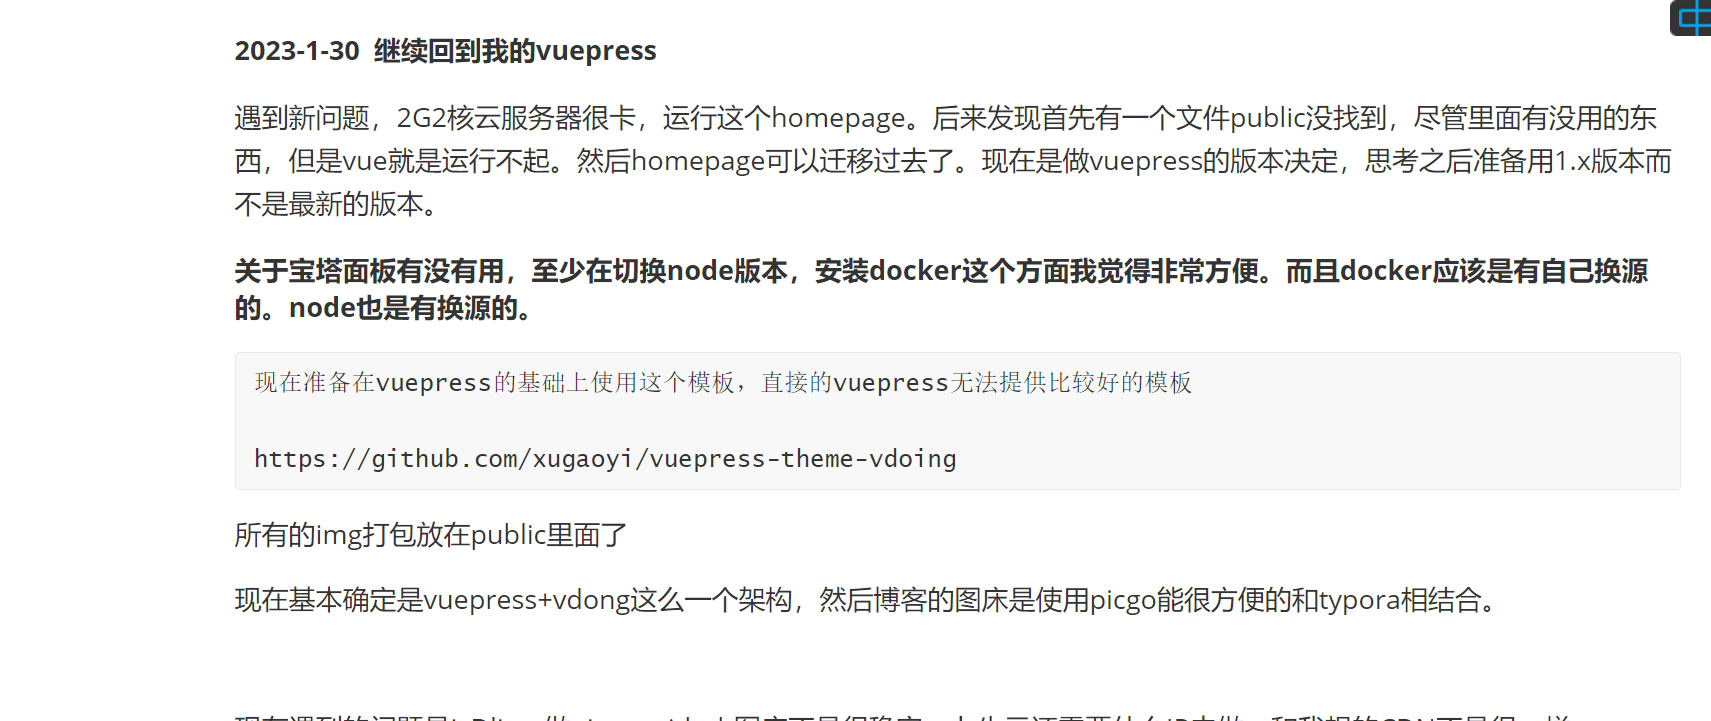 2023-1-30 继续回到我的vuepress
遇到新问题，2G2核云服务器很卡，运行这个homepage。后来发现首先有一个文件public没找到，尽管里面有没用的东
西，但是vue就是运行不起。然后homepage可以迁移过去了。现在是做vuepress的版本决定，思考之后准备用1.x版本而
不是最新的版本。
关于宝塔面板有没有用，至少在切换node版本，安装docker这个方面我觉得非常方便。而且docker应该是有自己换源
的。node也是有换源的。
现在准备在vuepress的基础上使用这个模板，直接的vuepress无法提供比较好的模板
https://github.com/xugaoyi/vuepress-theme-vdoing
所有的img打包放在public里面了
现在基本确定是vuepress+vdong这么一个架构，然后博客的图床是使用picgo能很方便的和typora相结合。